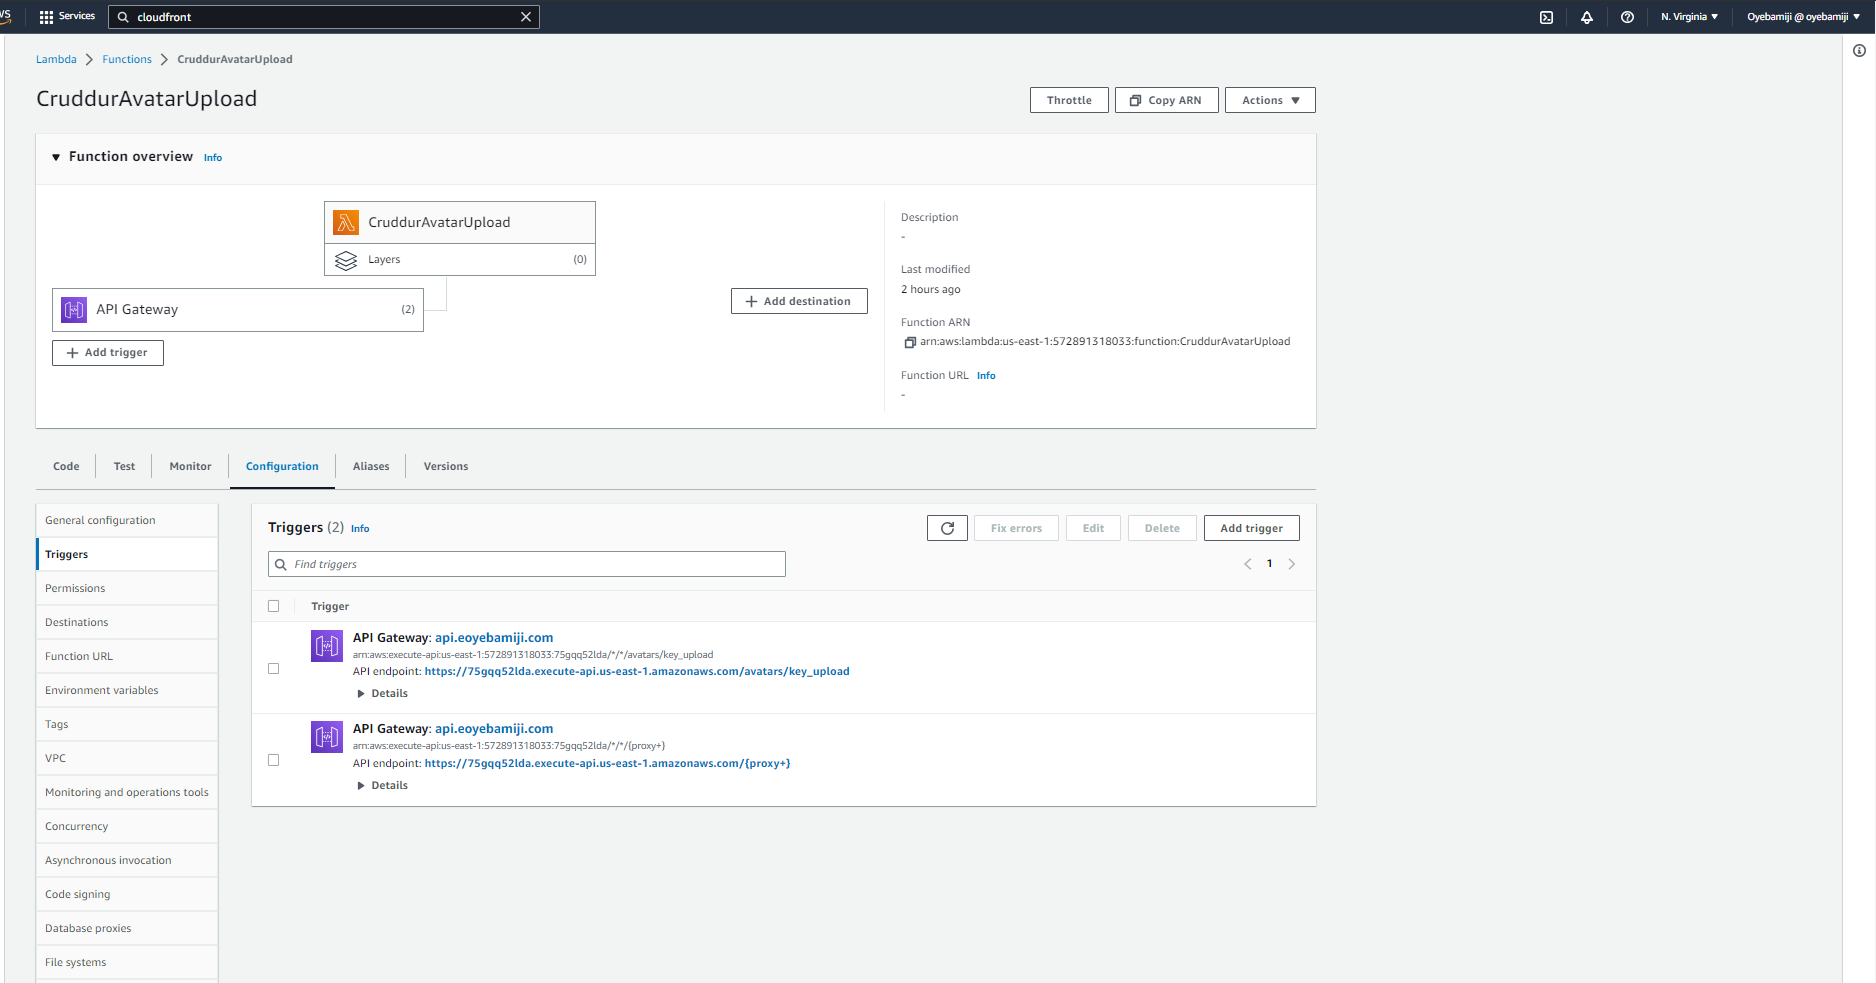 Services
cloudfront
N. Virginia
Oyebamiji @ oyebamiji
Lambda
Functions
CruddurAvatarUpload
CruddurAvatarUpload
Throttle
Copy ARN
Actions
Function overview Info
CruddurAvatarUpload
Layers (0)
API Gateway (2)
Add trigger
Add destination
Description
-
Last modified
2 hours ago
Function ARN
arn:aws:lambda:us-east-1:572891318033:function:CruddurAvatarUpload
Function URL Info
-
Code
Test
Monitor
Configuration
Aliases
Versions
General configuration
Triggers
Permissions
Destinations
Function URL
Environment variables
Tags
VPC
Monitoring and operations tools
Concurrency
Asynchronous invocation
Code signing
Database proxies
File systems
Triggers (2) Info
Fix errors
Edit
Delete
Add trigger
Find triggers
1
Trigger
API Gateway: api.eoyebamiji.com
arn:aws:execute-api:us-east-1:572891318033:75gqq52lda/*/*/avatars/key_upload
API endpoint: https://75gqq52lda.execute-api.us-east-1.amazonaws.com/avatars/key_upload
Details
API Gateway: api.eoyebamiji.com
arn:aws:execute-api:us-east-1:572891318033:75gqq52lda/*/*/{proxy+}
API endpoint: https://75gqq52lda.execute-api.us-east-1.amazonaws.com/{proxy+}
Details